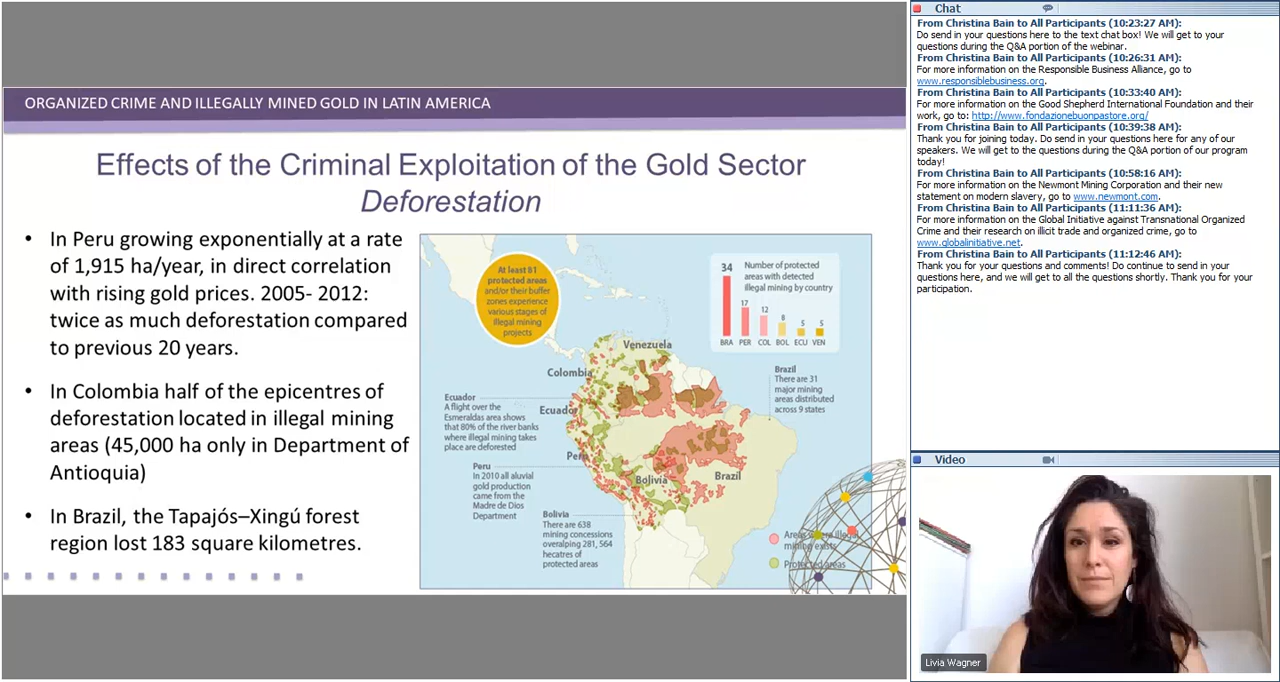 ORGANIZED CRIME AND ILLEGALLY MINED GOLD IN LATIN AMERICA
Effects of the Criminal Exploitation of the Gold Sector
Deforestation
• In Peru growing exponentially at a rate
of 1,915 ha/year, in direct correlation
with rising gold prices. 2005- 2012:
twice as much deforestation compared
to previous 20 years.
• In Colombia half of the epicentres of
deforestation located in illegal mining
areas (45,000 ha only in Department of
Antioquia)
• In Brazil, the Tapajós–Xingú forest
region lost 183 square kilometres.
At least 81
protected areas
and/or their buffer
zones experience
various stages of
illegal mining
projects
34
Number of protected
areas with detected
illegal mining by country
17
12
8
5
5
BRA PER COL BOL ECU VEN
Venezuela
Colombia
Ecuador
Peru
Bolivia
Brazil
Brazil
There are 31
major mining
areas distributed
across 9 states
Ecuador
A flight over the
Esmeraldas area shows
that 80% of the river banks
where illegal mining takes
place are deforested
Peru
In 2010 all aluvial
gold production
came from the
Madre de Dios
Department
Bolivia
There are 638
mining concessions
overalping 281, 564
hecatres of
protected areas
Areas where illegal
mining exists
Protected areas
Chat
From Christina Bain to All Participants (10:23:27 AM):
Do send in your questions here to the text chat box! We will get to your
questions during the Q&A portion of the webinar.
From Christina Bain to All Participants (10:26:31 AM):
For more information on the Responsible Business Alliance, go to
www.responsiblebusiness.org.
From Christina Bain to All Participants (10:33:40 AM):
For more information on the Good Shepherd International Foundation and their
work, go to: http://www.fondazionebuonpastore.org/
From Christina Bain to All Participants (10:39:38 AM):
Thank you for joining today. Do send in your questions here for any of our
speakers. We will get to the questions during the Q&A portion of our program
today!
From Christina Bain to All Participants (10:58:16 AM):
For more information on the Newmont Mining Corporation and their new
statement on modern slavery, go to www.newmont.com.
From Christina Bain to All Participants (11:11:36 AM):
For more information on the Global Initiative against Transnational Organized
Crime and their research on illicit trade and organized crime, go to
www.globalinitiative.net.
From Christina Bain to All Participants (11:12:46 AM):
Thank you for your questions and comments! Do continue to send in your
questions here, and we will get to all the questions shortly. Thank you for your
participation.
Video
Livia Wagner